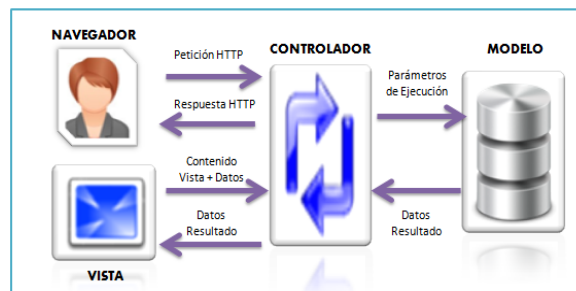 NAVEGADOR
CONTROLADOR
MODELO
Petición HTTP
Respuesta HTTP
Parámetros
de Ejecución
Contenido
Vista + Datos
Datos
Resultado
Datos
Resultado
VISTA